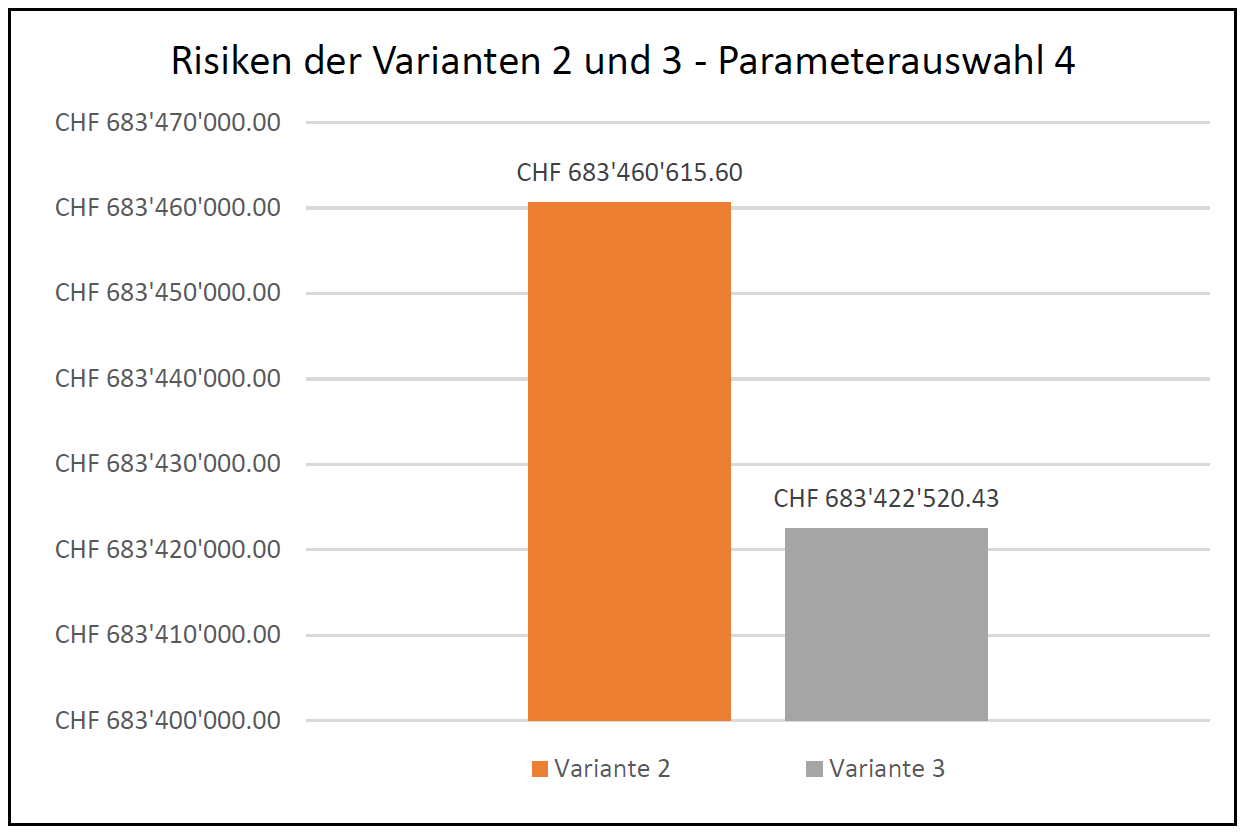 Risiken der Varianten 2 und 3 - Parameterauswahl 4
CHF 683'470'000.00
CHF 683'460'615.60
CHF 683'460'000.00
CHF 683'450'000.00
CHF 683'440'000.00
CHF 683'430'000.00
CHF 683'422'520.43
CHF 683'420'000.00
CHF 683'410'000.00
CHF 683'400'000.00
Variante 2 Variante 3